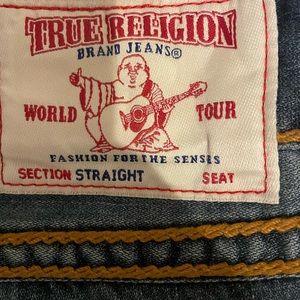 TRUE RELIGION
BRAND JEANS®
WORLD TOUR
FASHION FOR THE SENSES
SECTION STRAIGHT SEAT